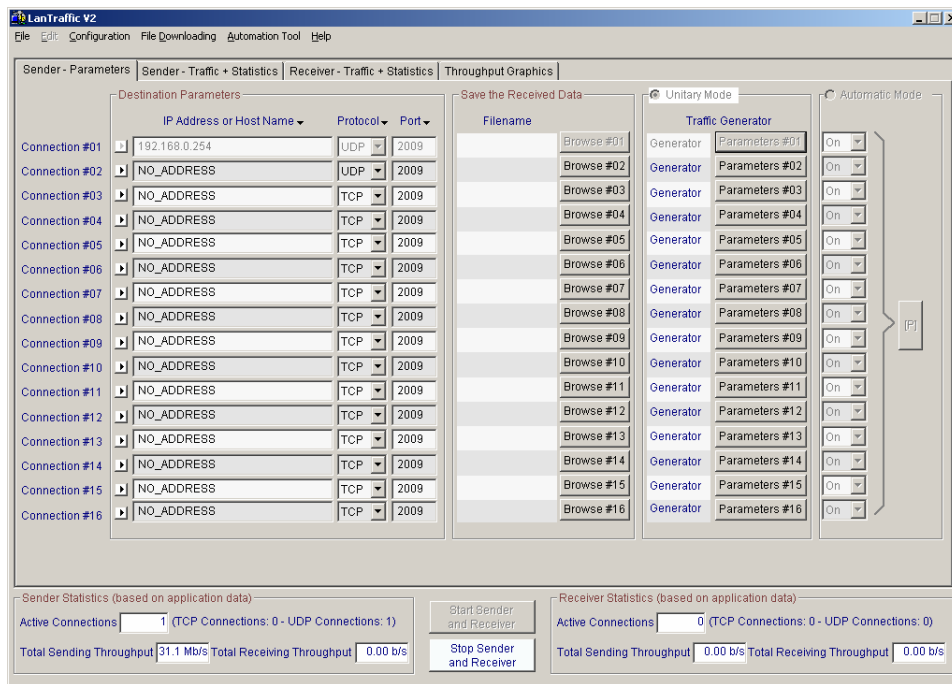 LanTraffic V2
File Edit Configuration File Downloading Automation Tool Help
Sender - Parameters Sender - Traffic + Statistics Receiver - Traffic + Statistics Throughput Graphics
Destination Parameters Save the Received Data Unitary Mode Automatic Mode
IP Address or Host Name Protocol Port Filename Traffic Generator
Connection #01 192.168.0.254 UDP 2009 Browse #01 Generator Parameters #01 On
Connection #02 NO_ADDRESS UDP 2009 Browse #02 Generator Parameters #02 On
Connection #03 NO_ADDRESS TCP 2009 Browse #03 Generator Parameters #03 On
Connection #04 NO_ADDRESS TCP 2009 Browse #04 Generator Parameters #04 On
Connection #05 NO_ADDRESS TCP 2009 Browse #05 Generator Parameters #05 On
Connection #06 NO_ADDRESS TCP 2009 Browse #06 Generator Parameters #06 On
Connection #07 NO_ADDRESS TCP 2009 Browse #07 Generator Parameters #07 On
Connection #08 NO_ADDRESS TCP 2009 Browse #08 Generator Parameters #08 On
[P]
Connection #09 NO_ADDRESS TCP 2009 Browse #09 Generator Parameters #09 On
Connection #10 NO_ADDRESS TCP 2009 Browse #10 Generator Parameters #10 On
Connection #11 NO_ADDRESS TCP 2009 Browse #11 Generator Parameters #11 On
Connection #12 NO_ADDRESS TCP 2009 Browse #12 Generator Parameters #12 On
Connection #13 NO_ADDRESS TCP 2009 Browse #13 Generator Parameters #13 On
Connection #14 NO_ADDRESS TCP 2009 Browse #14 Generator Parameters #14 On
Connection #15 NO_ADDRESS TCP 2009 Browse #15 Generator Parameters #15 On
Connection #16 NO_ADDRESS TCP 2009 Browse #16 Generator Parameters #16 On
Sender Statistics (based on application data)
Active Connections 1 (TCP Connections: 0 - UDP Connections: 1)
Total Sending Throughput 31.1 Mb/s Total Receiving Throughput 0.00 b/s
Start Sender
and Receiver
Stop Sender
and Receiver
Receiver Statistics (based on application data)
Active Connections 0 (TCP Connections: 0 - UDP Connections: 0)
Total Sending Throughput 0.00 b/s Total Receiving Throughput 0.00 b/s